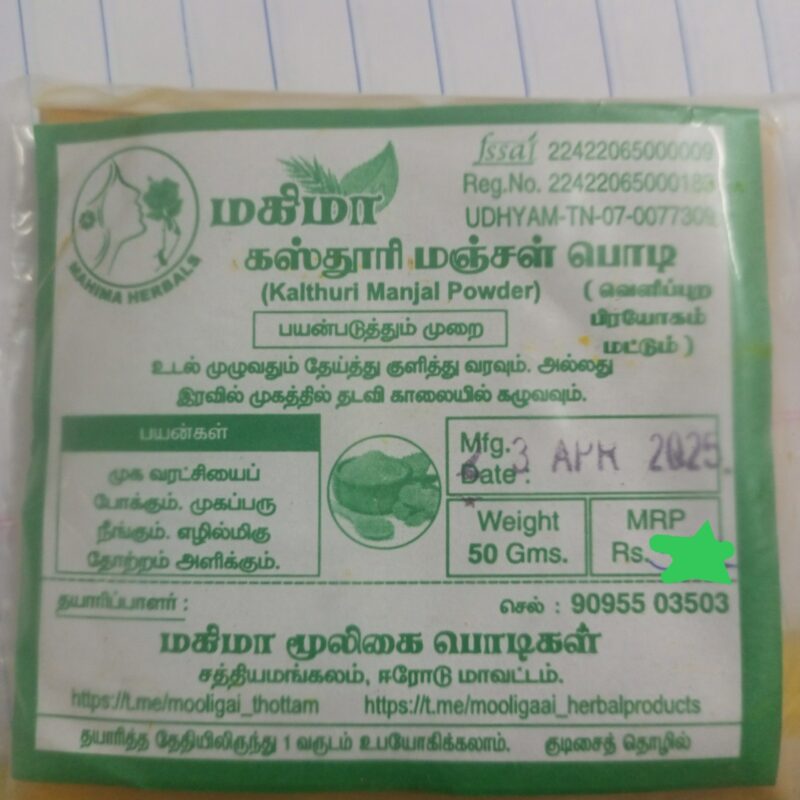 fssai 22422065000009
Reg.No. 22422065000183
UDHYAM-TN-07-0077309
MAHIMA HERBALS
மகிமா
கஸ்தூரி மஞ்சள் பொடி
(Kalthuri Manjal Powder)
( வெளிப்புற
பிரயோகம்
மட்டும் )
பயன்படுத்தும் முறை
உடல் முழுவதும் தேய்த்து குளித்து வரவும். அல்லது
இரவில் முகத்தில் தடவி காலையில் கழுவவும்.
பயன்கள்
முக வரட்சியைப்
போக்கும். முகப்பரு
நீங்கும். எழில்மிகு
தோற்றம் அளிக்கும்.
Mfg.
Date :
3 APR 2025
Weight
50 Gms.
MRP
Rs.
தயாரிப்பாளர் :
செல் : 90955 03503
மகிமா மூலிகை பொடிகள்
சத்தியமங்கலம், ஈரோடு மாவட்டம்.
https://t.me/mooligai_thottam https://t.me/mooligaai_herbalproducts
தயாரித்த தேதியிலிருந்து 1 வருடம் உபயோகிக்கலாம். குடிசைத் தொழில்